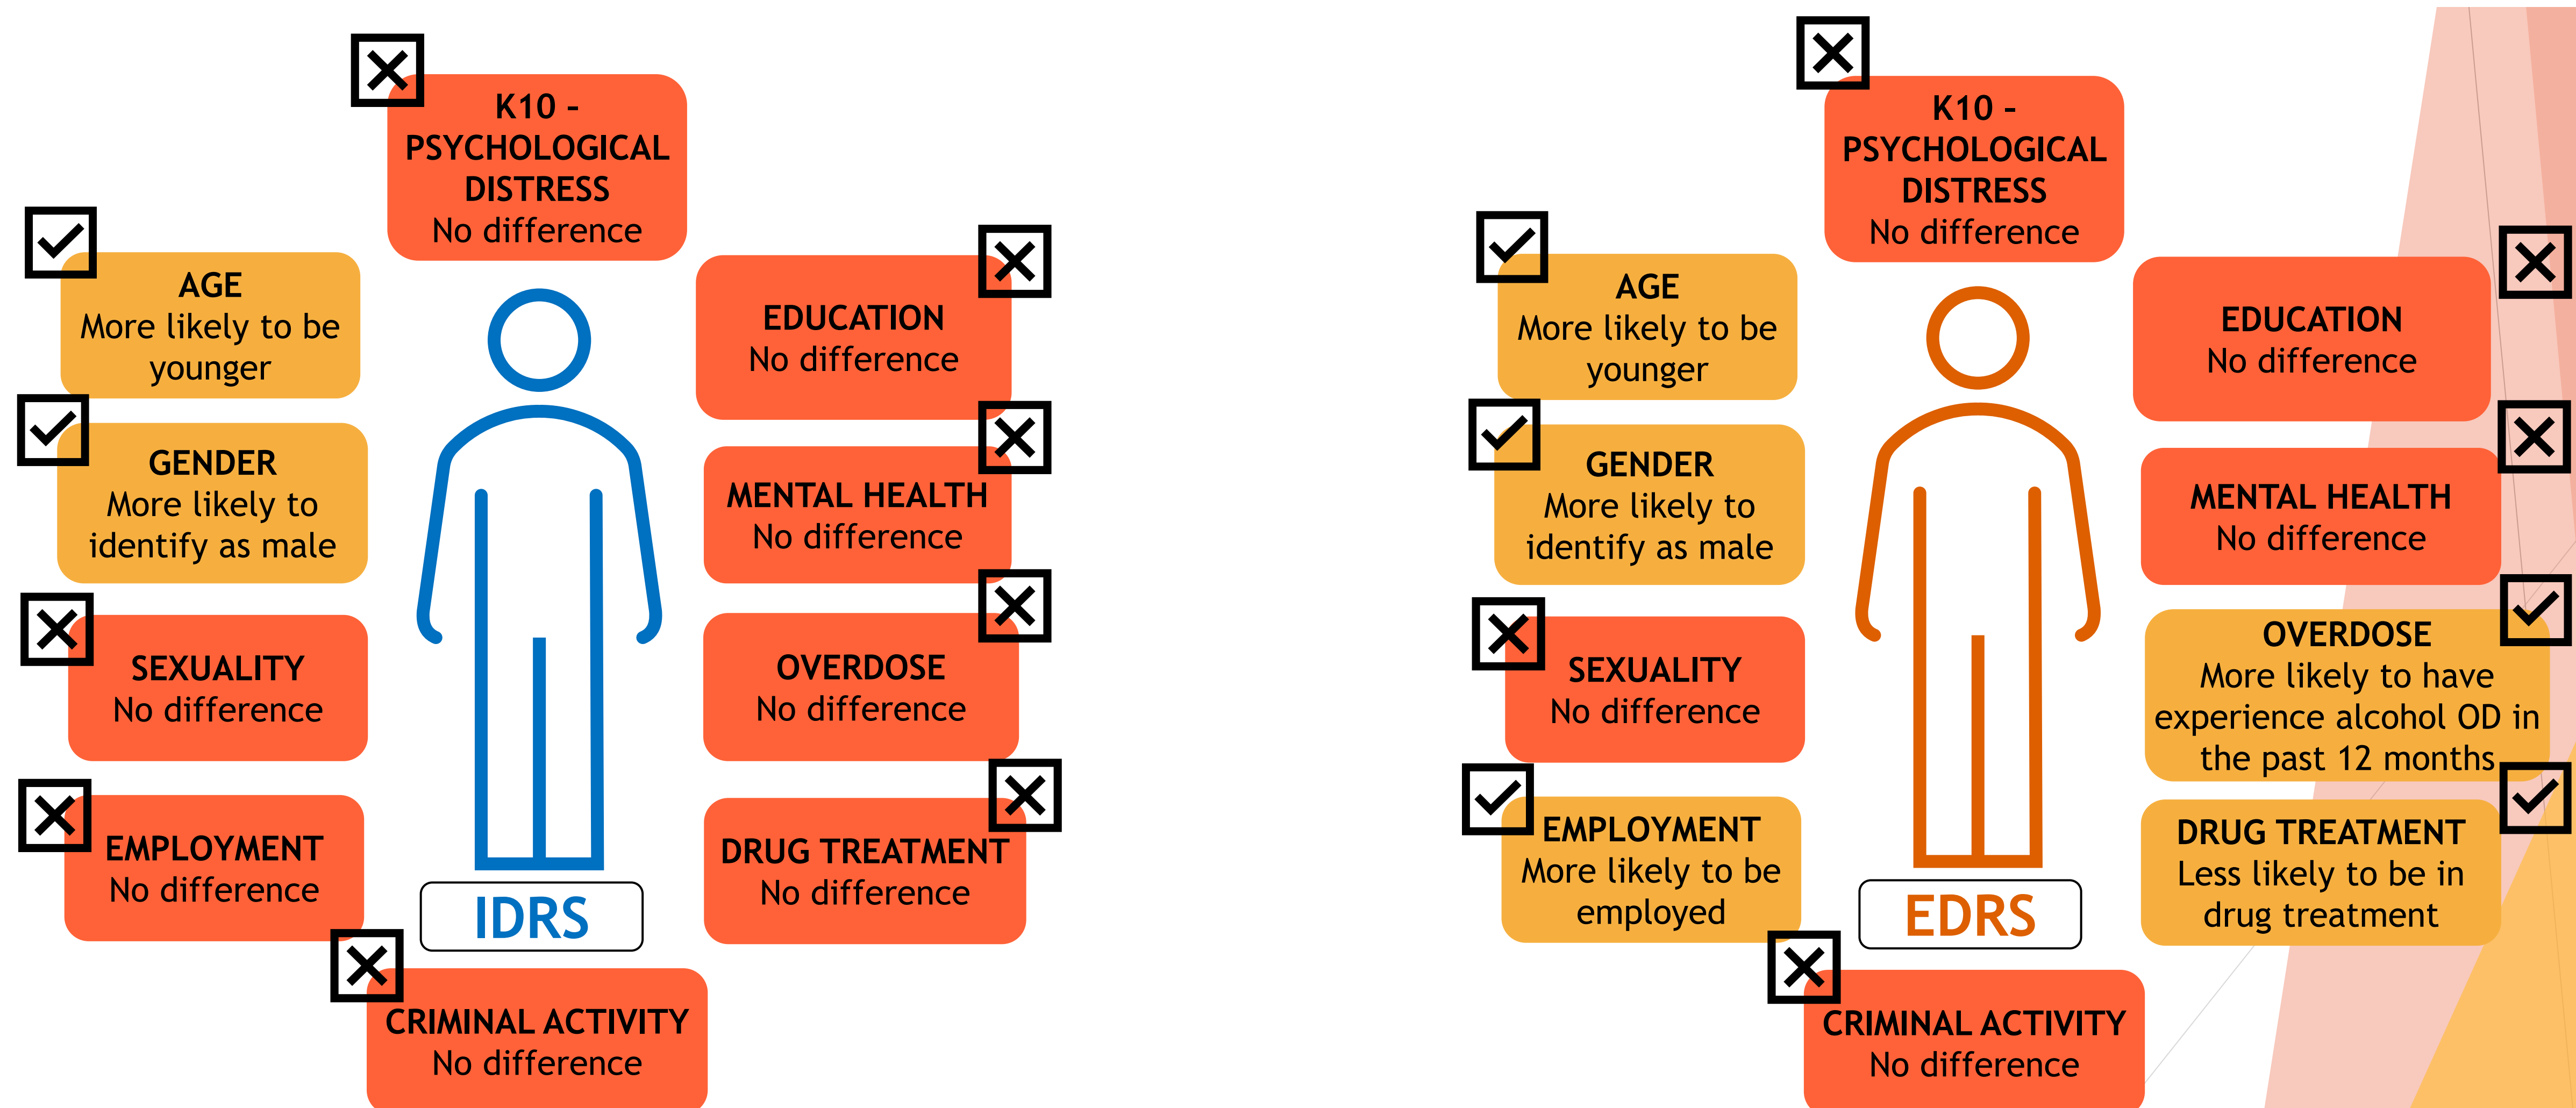 K10 –
PSYCHOLOGICAL
DISTRESS
No difference
AGE
More likely to be
younger
GENDER
More likely to
identify as male
SEXUALITY
No difference
EMPLOYMENT
No difference
EDUCATION
No difference
MENTAL HEALTH
No difference
OVERDOSE
No difference
DRUG TREATMENT
No difference
IDRS
CRIMINAL ACTIVITY
No difference
K10 –
PSYCHOLOGICAL
DISTRESS
No difference
AGE
More likely to be
younger
GENDER
More likely to
identify as male
SEXUALITY
No difference
EMPLOYMENT
More likely to be
employed
EDUCATION
No difference
MENTAL HEALTH
No difference
OVERDOSE
More likely to have
experience alcohol OD in
the past 12 months
DRUG TREATMENT
Less likely to be in
drug treatment
EDRS
CRIMINAL ACTIVITY
No difference